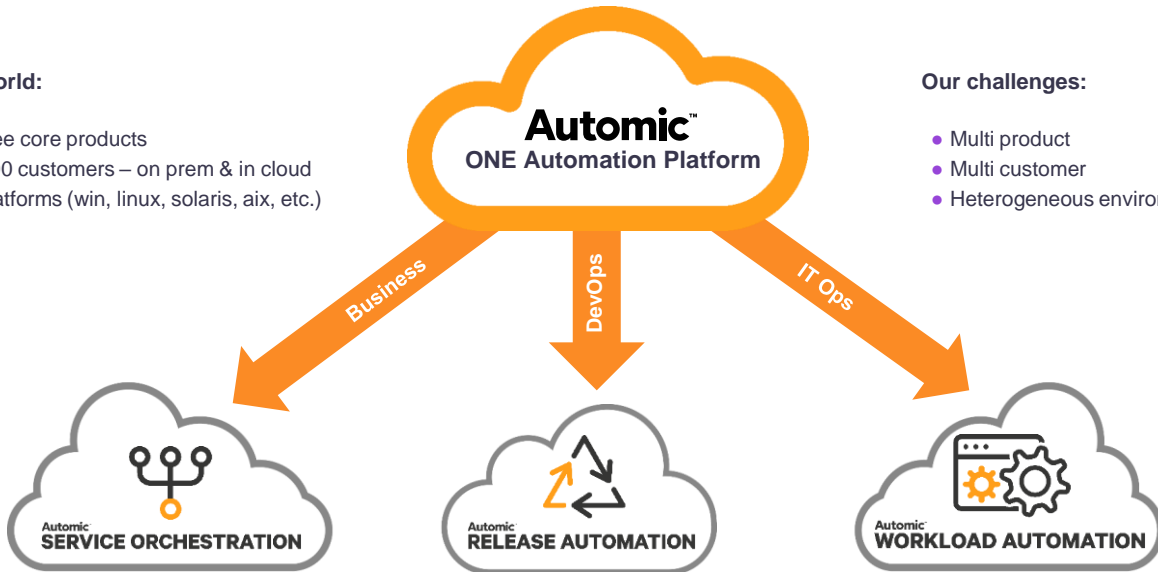 orld:
ee core products
00 customers – on prem & in cloud
atforms (win, linux, solaris, aix, etc.)
Automic™
ONE Automation Platform
Our challenges:
• Multi product
• Multi customer
• Heterogeneous enviro
Business
DevOps
IT Ops
Automic
SERVICE ORCHESTRATION
Automic
RELEASE AUTOMATION
Automic
WORKLOAD AUTOMATION